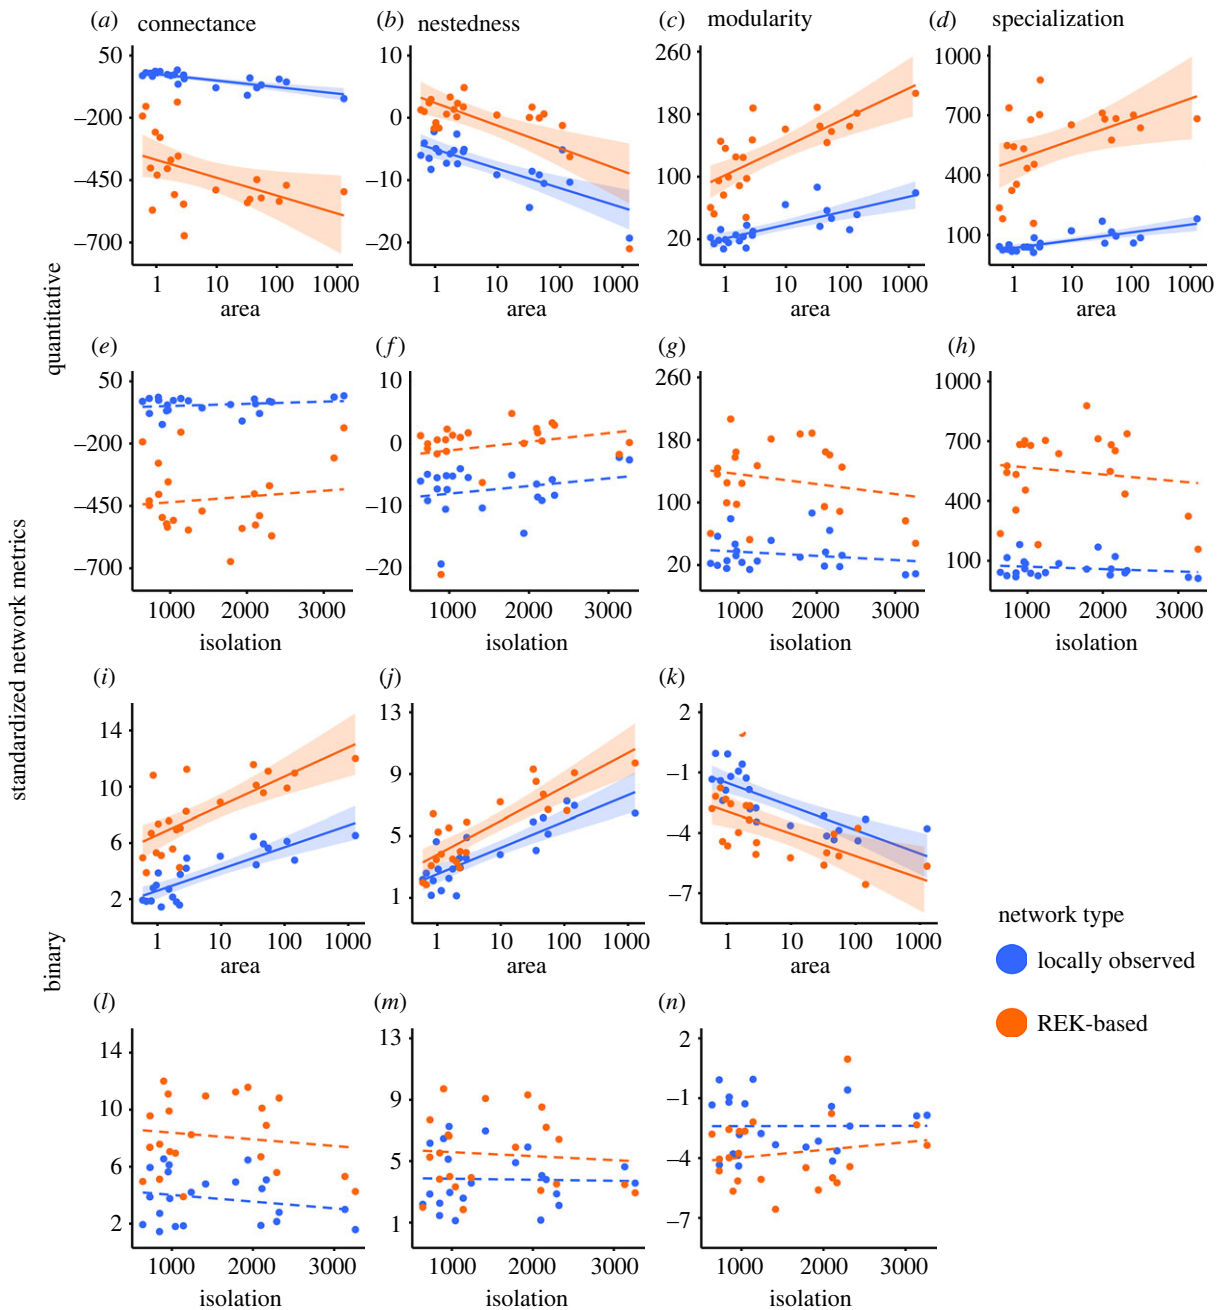 (a) connectance
(b) nestedness
(c) modularity
(d) specialization
50
−200
−450
−700
1 10 100 1000
area
10
0
−10
−20
1 10 100 1000
area
260
180
100
20
1 10 100 1000
area
1000
700
400
100
1 10 100 1000
area
quantitative
(e)
50
−200
−450
−700
1000 2000 3000
isolation
(f)
10
0
−10
−20
1000 2000 3000
isolation
(g)
260
180
100
20
1000 2000 3000
isolation
(h)
1000
700
400
100
1000 2000 3000
isolation
standardized network metrics
(i)
14
10
6
2
1 10 100 1000
area
(j)
13
9
5
1
1 10 100 1000
area
(k)
2
−1
−4
−7
1 10 100 1000
area
binary
(l)
14
10
6
2
1000 2000 3000
isolation
(m)
13
9
5
1
1000 2000 3000
isolation
(n)
2
−1
−4
−7
1000 2000 3000
isolation
network type
locally observed
REK-based